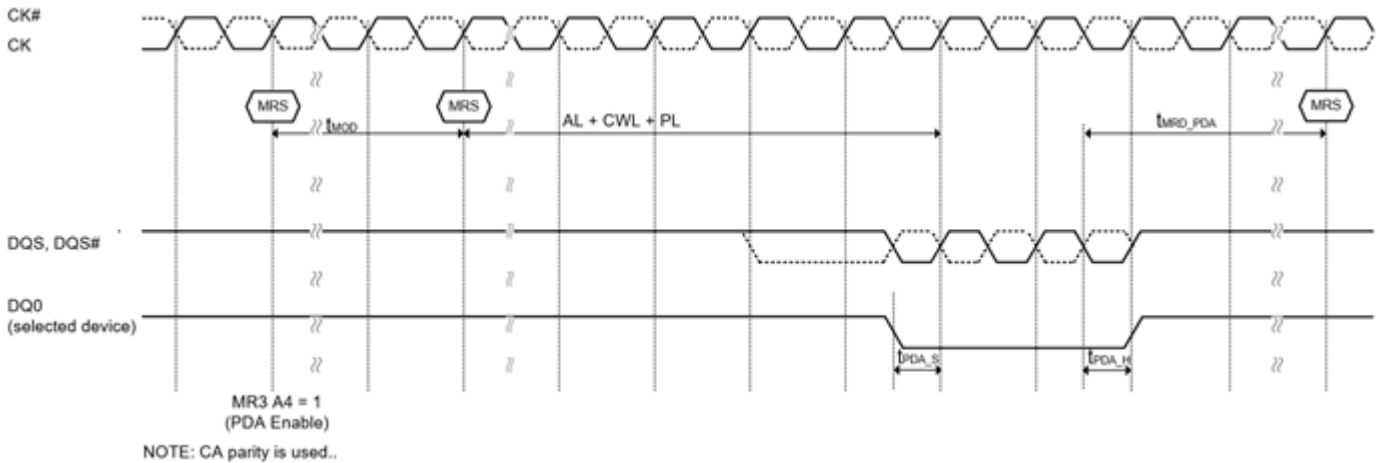 CK#
CK
MRS
MRS
MRS
tMOD
AL + CWL + PL
tMRD_PDA
DQS, DQS#
DQ0
(selected device)
tPDA_S
tPDA_H
MR3 A4 = 1
(PDA Enable)
NOTE: CA parity is used..